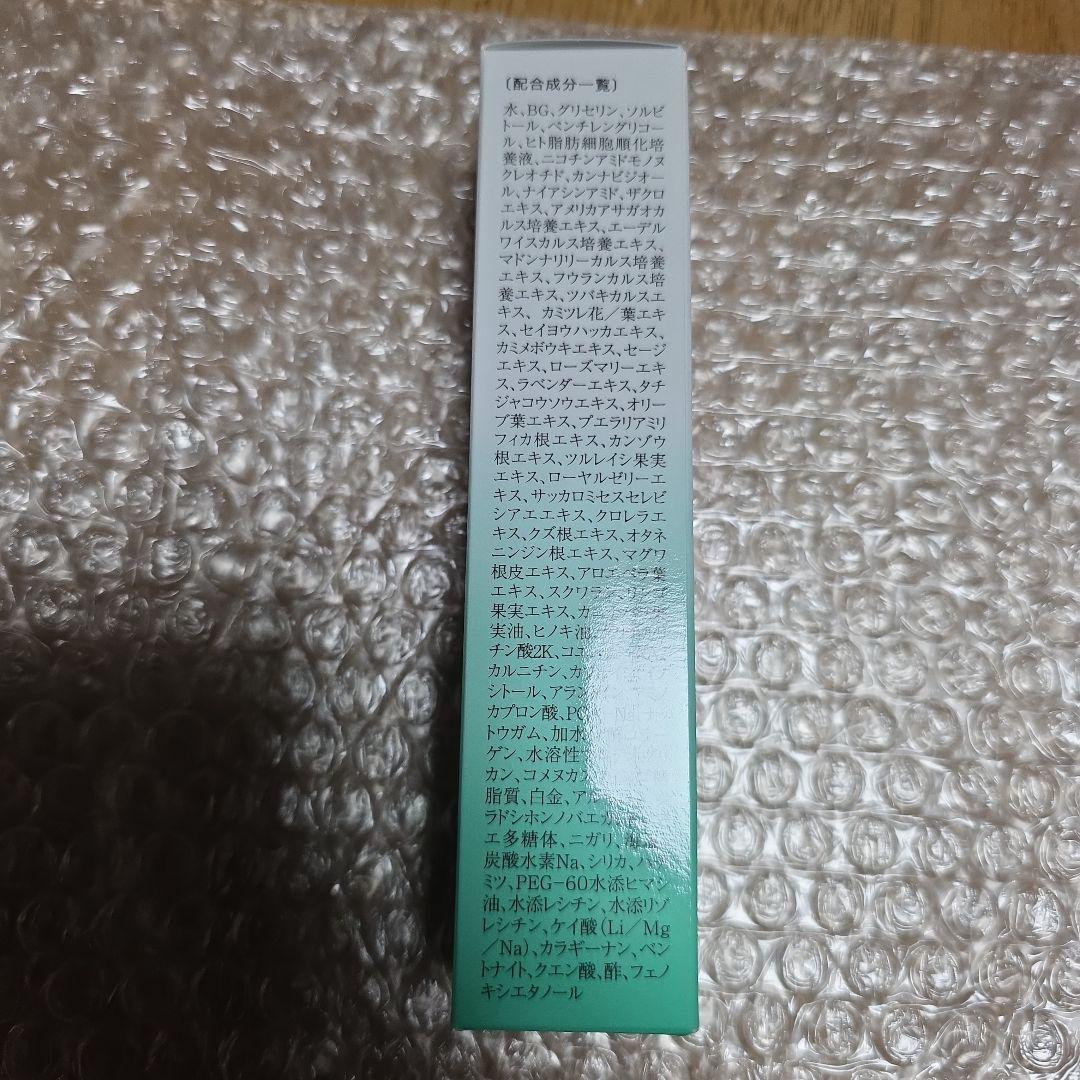 〔配合成分一覧〕
水、BG、グリセリン、ソルビ
トール、ペンチレングリコー
ル、ヒト脂肪細胞順化培
養液、ニコチンアミドモノヌ
クレオチド、カンナビジオー
ル、ナイアシンアミド、ザクロ
エキス、アメリカアサガオカ
ルス培養エキス、エーデル
ワイスカルス培養エキス、
マドンナリリーカルス培養
エキス、フウランカルス培
養エキス、ツバキカルスエ
キス、カミツレ花／葉エキ
ス、セイヨウハッカエキス、
カミメボウキエキス、セージ
エキス、ローズマリーエキ
ス、ラベンダーエキス、タチ
ジャコウソウエキス、オリー
ブ葉エキス、プエラリアミリ
フィカ根エキス、カンゾウ
根エキス、ツルレイシ果実
エキス、ローヤルゼリーエ
キス、サッカロミセスセレビ
シアエエキス、クロレラエ
キス、クズ根エキス、オタネ
ニンジン根エキス、マグワ
根皮エキス、アロエベラ葉
エキス、スクワラン、リンゴ
果実エキス、カ
実油、ヒノキ油、
チン酸2K、コエ
カルニチン、カ
シトール、アラントイン、
カプロン酸、PC Na、
トウガム、加水
ゲン、水溶性
カン、コメヌカス
脂質、白金、ア
ラドシホンノバエカ
エ多糖体、ニガリ、海
炭酸水素Na、シリカ、ハチ
ミツ、PEG-60水添ヒマシ
油、水添レシチン、水添リゾ
レシチン、ケイ酸(Li／Mg
／Na)、カラギーナン、ベン
トナイト、クエン酸、酢、フェノ
キシエタノール